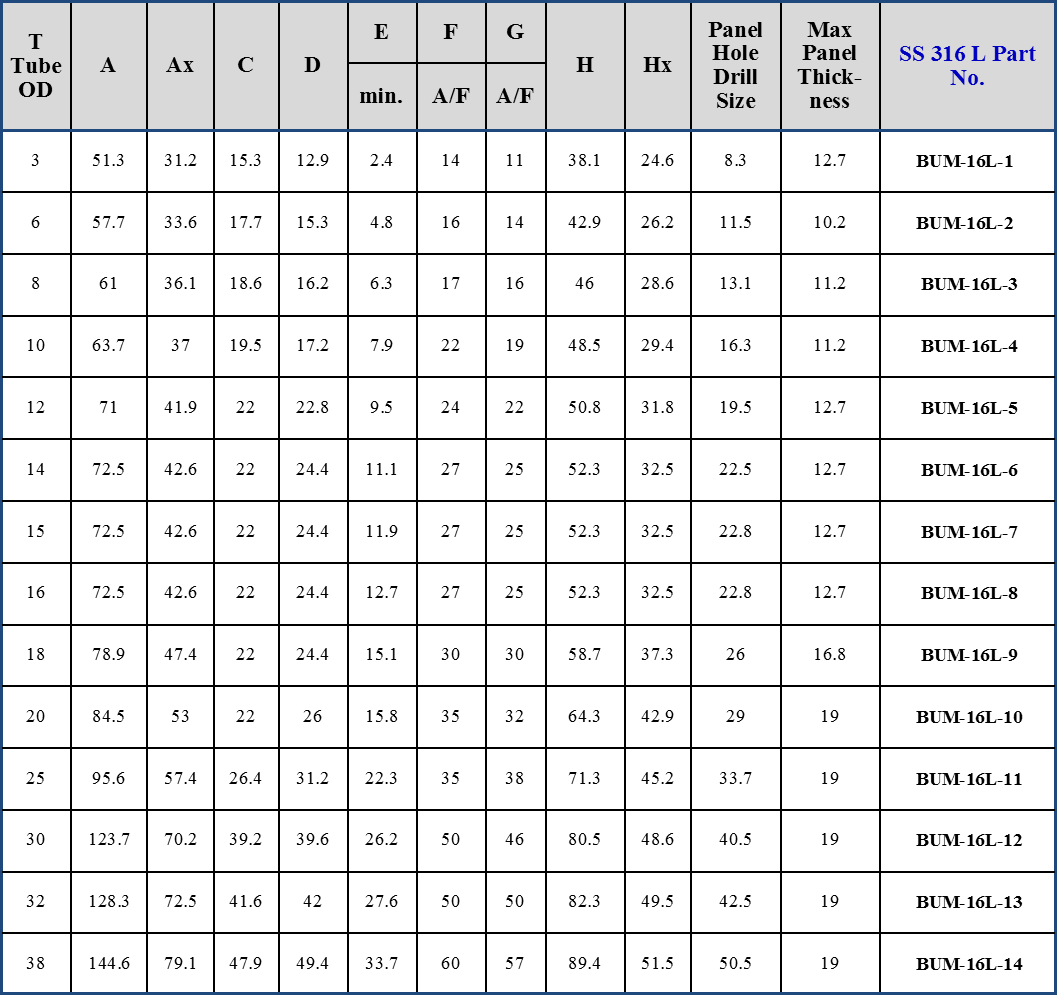 T Tube OD A Ax C D E F G H Hx Panel Hole Drill Size Max Panel Thick- ness SS 316 L Part No.
min. A/F A/F
3 51.3 31.2 15.3 12.9 2.4 14 11 38.1 24.6 8.3 12.7 BUM-16L-1
6 57.7 33.6 17.7 15.3 4.8 16 14 42.9 26.2 11.5 10.2 BUM-16L-2
8 61 36.1 18.6 16.2 6.3 17 16 46 28.6 13.1 11.2 BUM-16L-3
10 63.7 37 19.5 17.2 7.9 22 19 48.5 29.4 16.3 11.2 BUM-16L-4
12 71 41.9 22 22.8 9.5 24 22 50.8 31.8 19.5 12.7 BUM-16L-5
14 72.5 42.6 22 24.4 11.1 27 25 52.3 32.5 22.5 12.7 BUM-16L-6
15 72.5 42.6 22 24.4 11.9 27 25 52.3 32.5 22.8 12.7 BUM-16L-7
16 72.5 42.6 22 24.4 12.7 27 25 52.3 32.5 22.8 12.7 BUM-16L-8
18 78.9 47.4 22 24.4 15.1 30 30 58.7 37.3 26 16.8 BUM-16L-9
20 84.5 53 22 26 15.8 35 32 64.3 42.9 29 19 BUM-16L-10
25 95.6 57.4 26.4 31.2 22.3 35 38 71.3 45.2 33.7 19 BUM-16L-11
30 123.7 70.2 39.2 39.6 26.2 50 46 80.5 48.6 40.5 19 BUM-16L-12
32 128.3 72.5 41.6 42 27.6 50 50 82.3 49.5 42.5 19 BUM-16L-13
38 144.6 79.1 47.9 49.4 33.7 60 57 89.4 51.5 50.5 19 BUM-16L-14